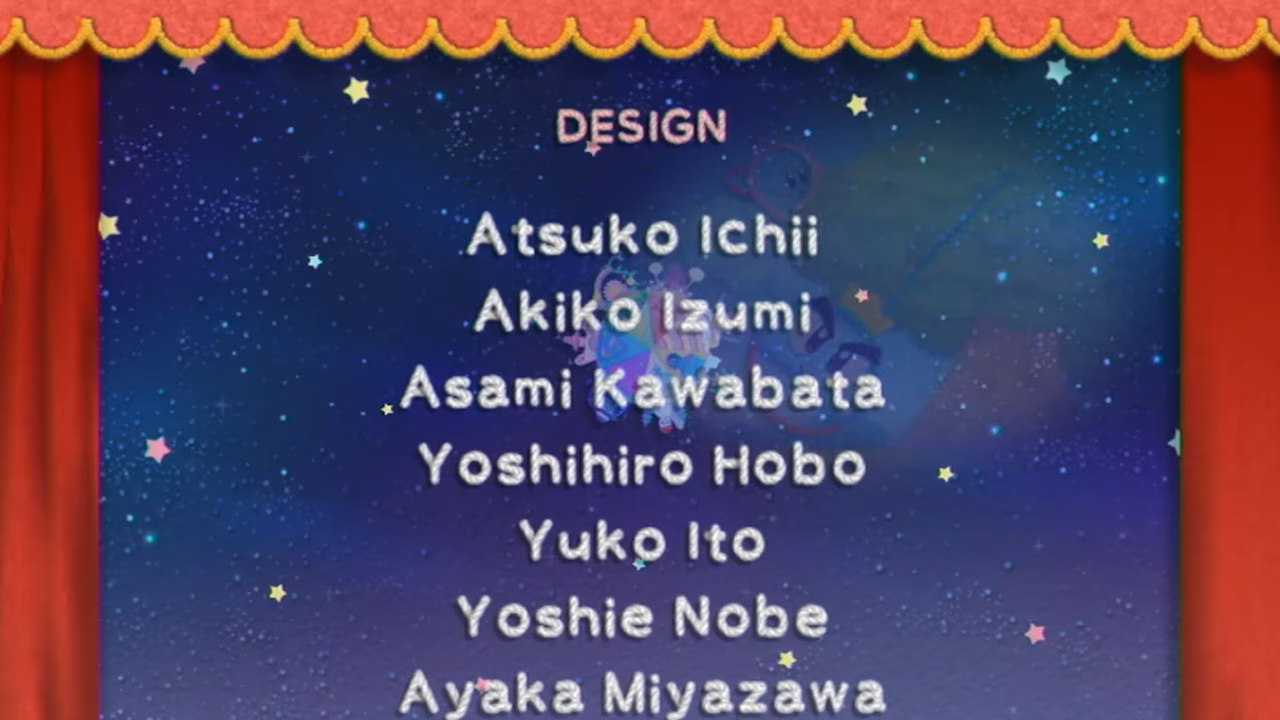 DESIGN
Atsuko Ichii
Akiko Izumi
Asami Kawabata
Yoshihiro Hobo
Yuko Ito
Yoshie Nobe
Ayaka Miyazawa